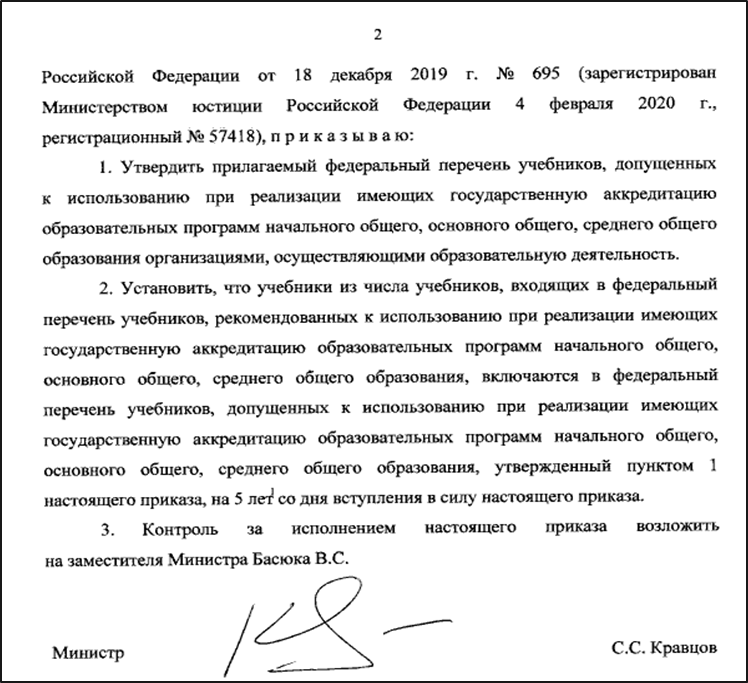 2
Российской Федерации от 18 декабря 2019 г. № 695 (зарегистрирован
Министерством юстиции Российской Федерации 4 февраля 2020 г.,
регистрационный № 57418), п р и к а з ы в а ю:
1. Утвердить прилагаемый федеральный перечень учебников, допущенных
к использованию при реализации имеющих государственную аккредитацию
образовательных программ начального общего, основного общего, среднего общего
образования организациями, осуществляющими образовательную деятельность.
2. Установить, что учебники из числа учебников, входящих в федеральный
перечень учебников, рекомендованных к использованию при реализации имеющих
государственную аккредитацию образовательных программ начального общего,
основного общего, среднего общего образования, включаются в федеральный
перечень учебников, допущенных к использованию при реализации имеющих
государственную аккредитацию образовательных программ начального общего,
основного общего, среднего общего образования, утвержденный пунктом 1
настоящего приказа, на 5 лет со дня вступления в силу настоящего приказа.
3. Контроль за исполнением настоящего приказа возложить
на заместителя Министра Басюка В.С.
Министр С.С. Кравцов